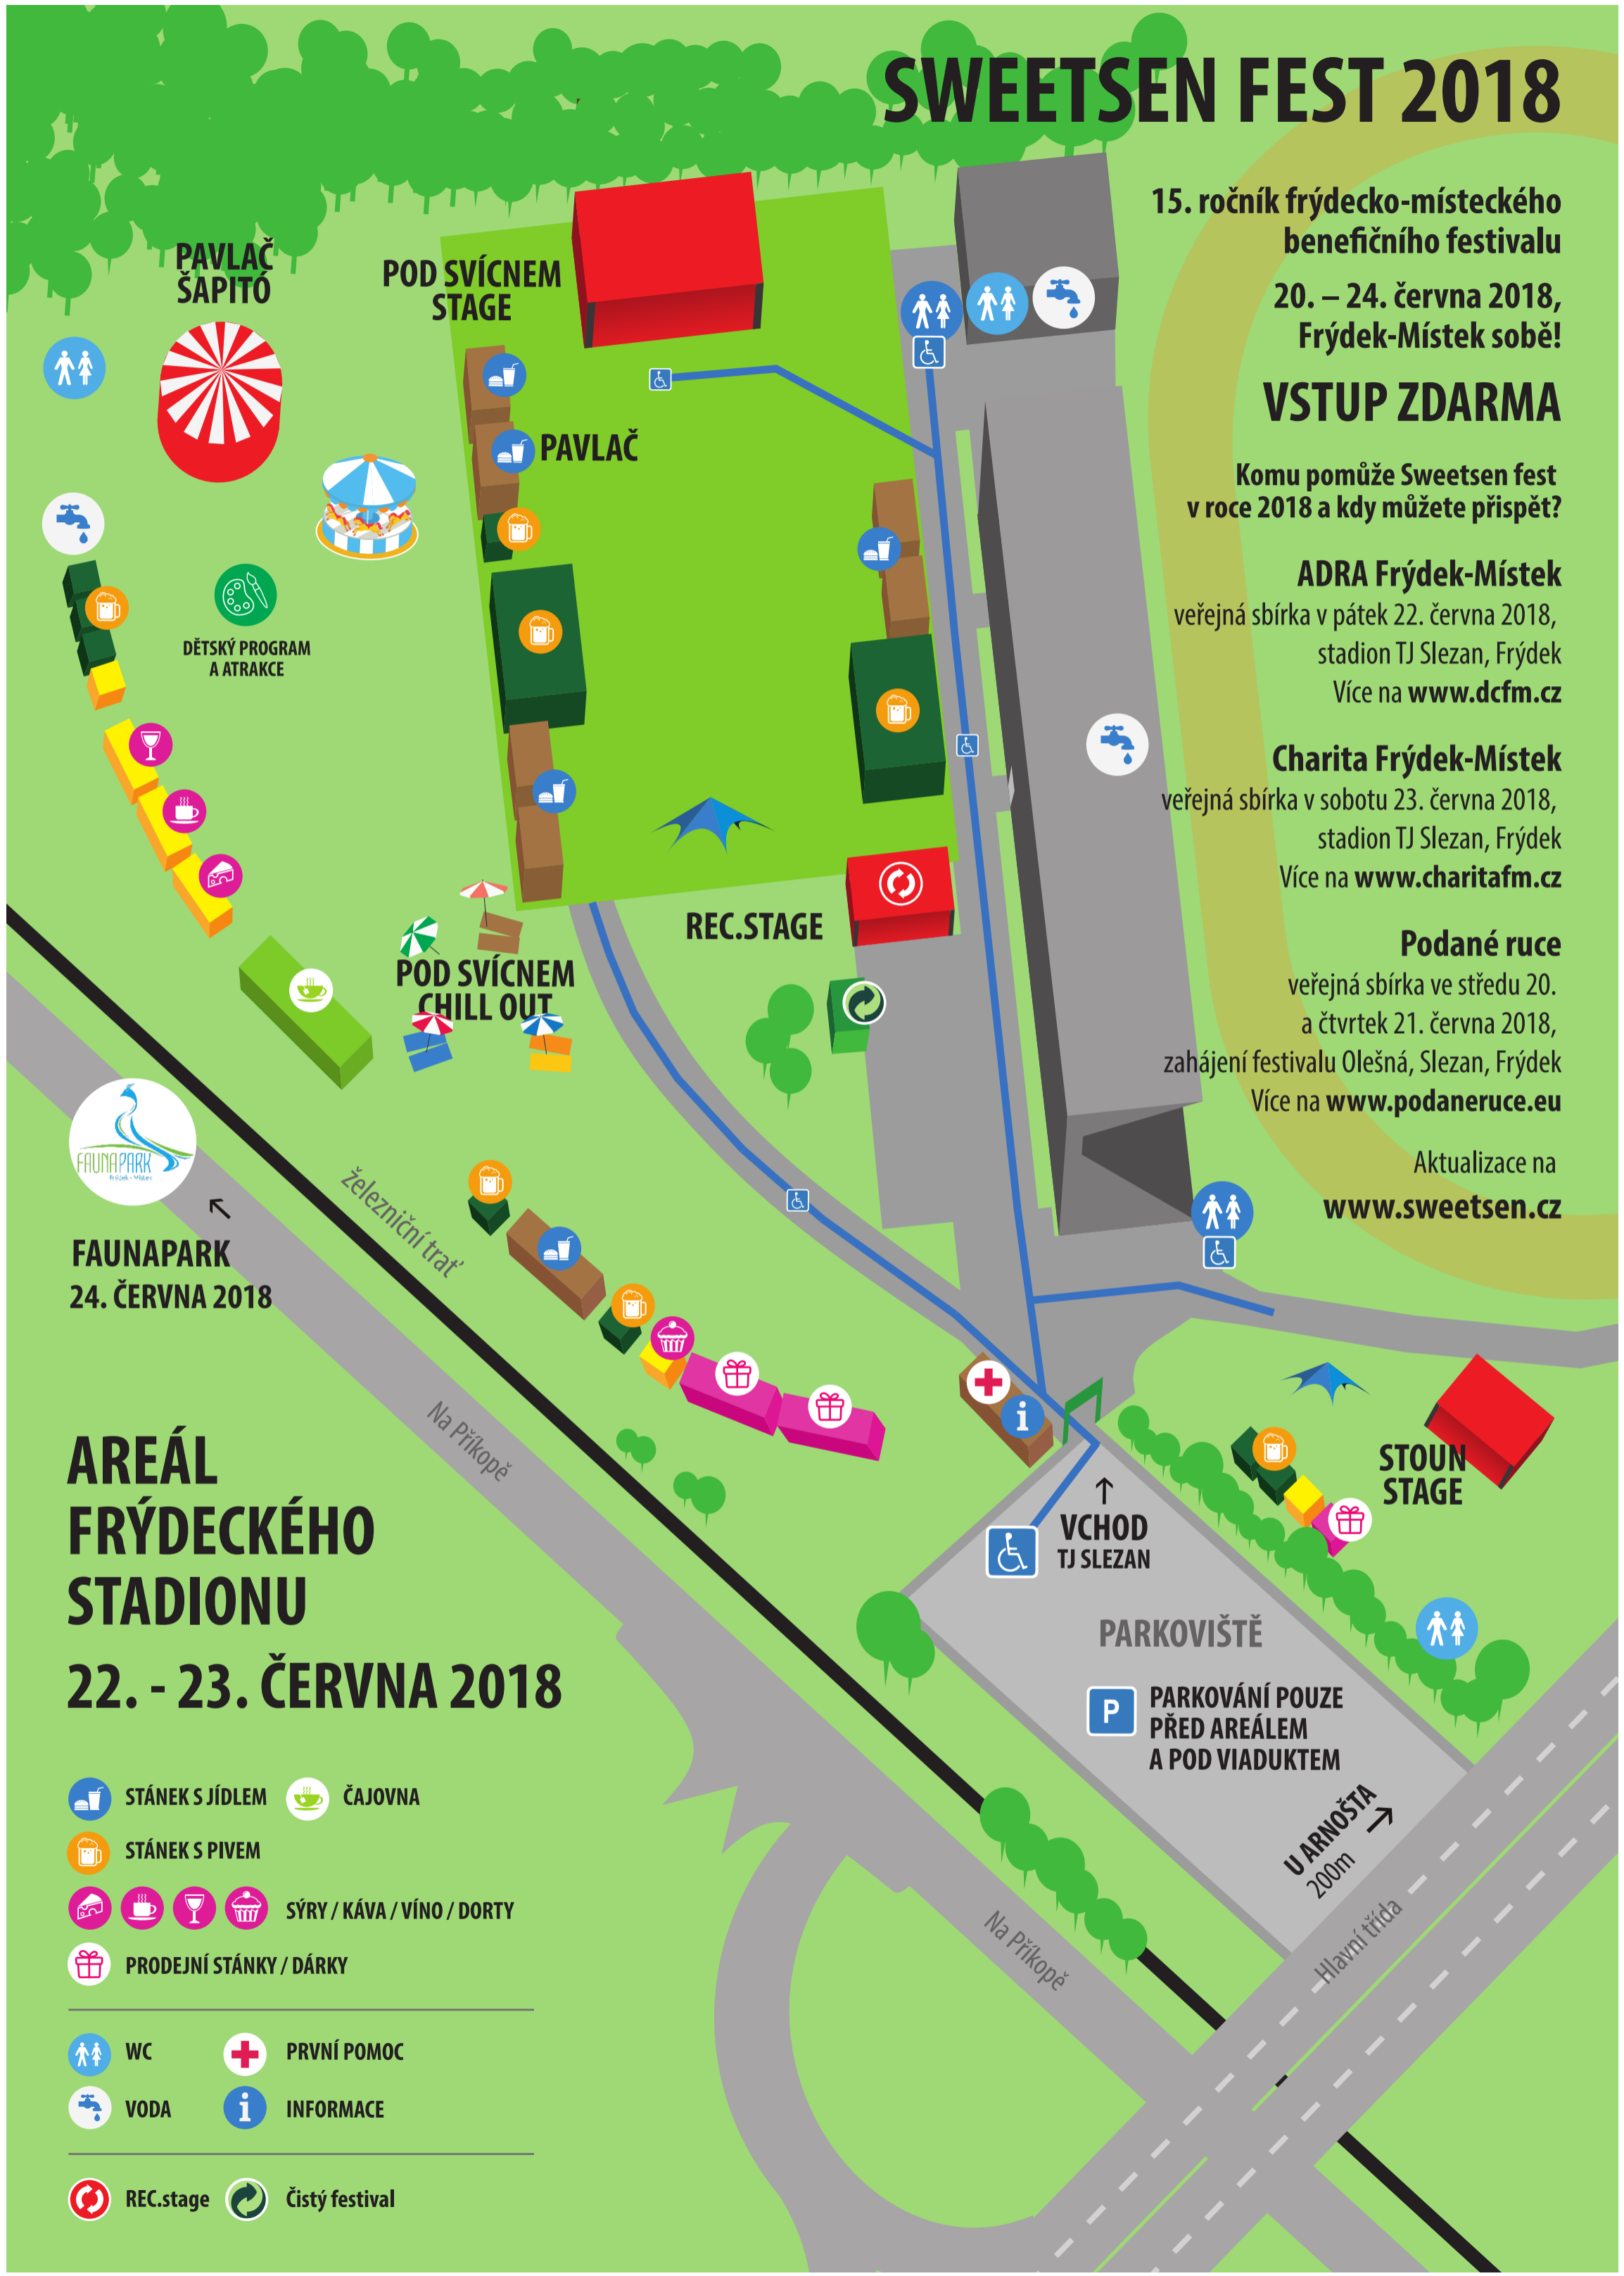 SWEETSEN FEST 2018
15. ročník frýdecko-místeckého
benefičního festivalu
20. – 24. června 2018,
Frýdek-Místek sobě!
VSTUP ZDARMA
Komu pomůže Sweetsen fest
v roce 2018 a kdy můžete přispět?
ADRA Frýdek-Místek
veřejná sbírka v pátek 22. června 2018,
stadion TJ Slezan, Frýdek
Více na www.dcfm.cz
Charita Frýdek-Místek
veřejná sbírka v sobotu 23. června 2018,
stadion TJ Slezan, Frýdek
Více na www.charitafm.cz
Podané ruce
veřejná sbírka ve středu 20.
a čtvrtek 21. června 2018,
zahájení festivalu Olešná, Slezan, Frýdek
Více na www.podaneruce.eu
Aktualizace na
www.sweetsen.cz
PAVLAČ
ŠAPITÓ
POD SVÍCNEM
STAGE
PAVLAČ
DĚTSKÝ PROGRAM
A ATRAKCE
REC.STAGE
POD SVÍCNEM
CHILL OUT
FAUNAPARK
Frýdek - Místek
FAUNAPARK
24. ČERVNA 2018
železniční trať
Na Příkopě
i
STOUN
STAGE
VCHOD
TJ SLEZAN
PARKOVIŠTĚ
P
PARKOVÁNÍ POUZE
PŘED AREÁLEM
A POD VIADUKTEM
U ARNOŠTA
200m
Hlavní třída
Na Příkopě
AREÁL
FRÝDECKÉHO
STADIONU
22. - 23. ČERVNA 2018
STÁNEK S JÍDLEM
ČAJOVNA
STÁNEK S PIVEM
SÝRY / KÁVA / VÍNO / DORTY
PRODEJNÍ STÁNKY / DÁRKY
WC
PRVNÍ POMOC
VODA
i
INFORMACE
REC.stage
Čistý festival